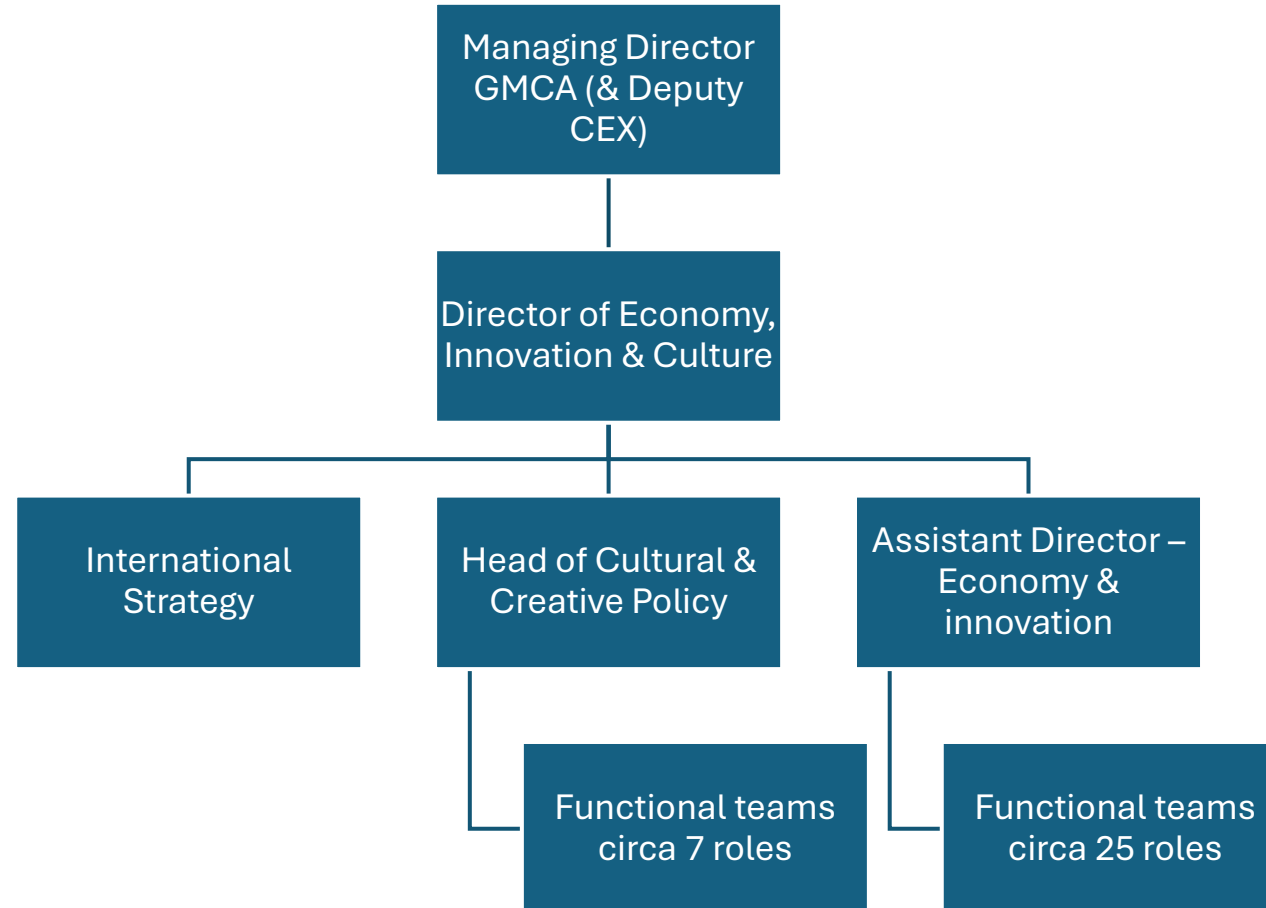 Managing Director
GMCA (& Deputy
CEX)
Director of Economy,
Innovation & Culture
International
Strategy
Head of Cultural &
Creative Policy
Assistant Director –
Economy &
innovation
Functional teams
circa 7 roles
Functional teams
circa 25 roles